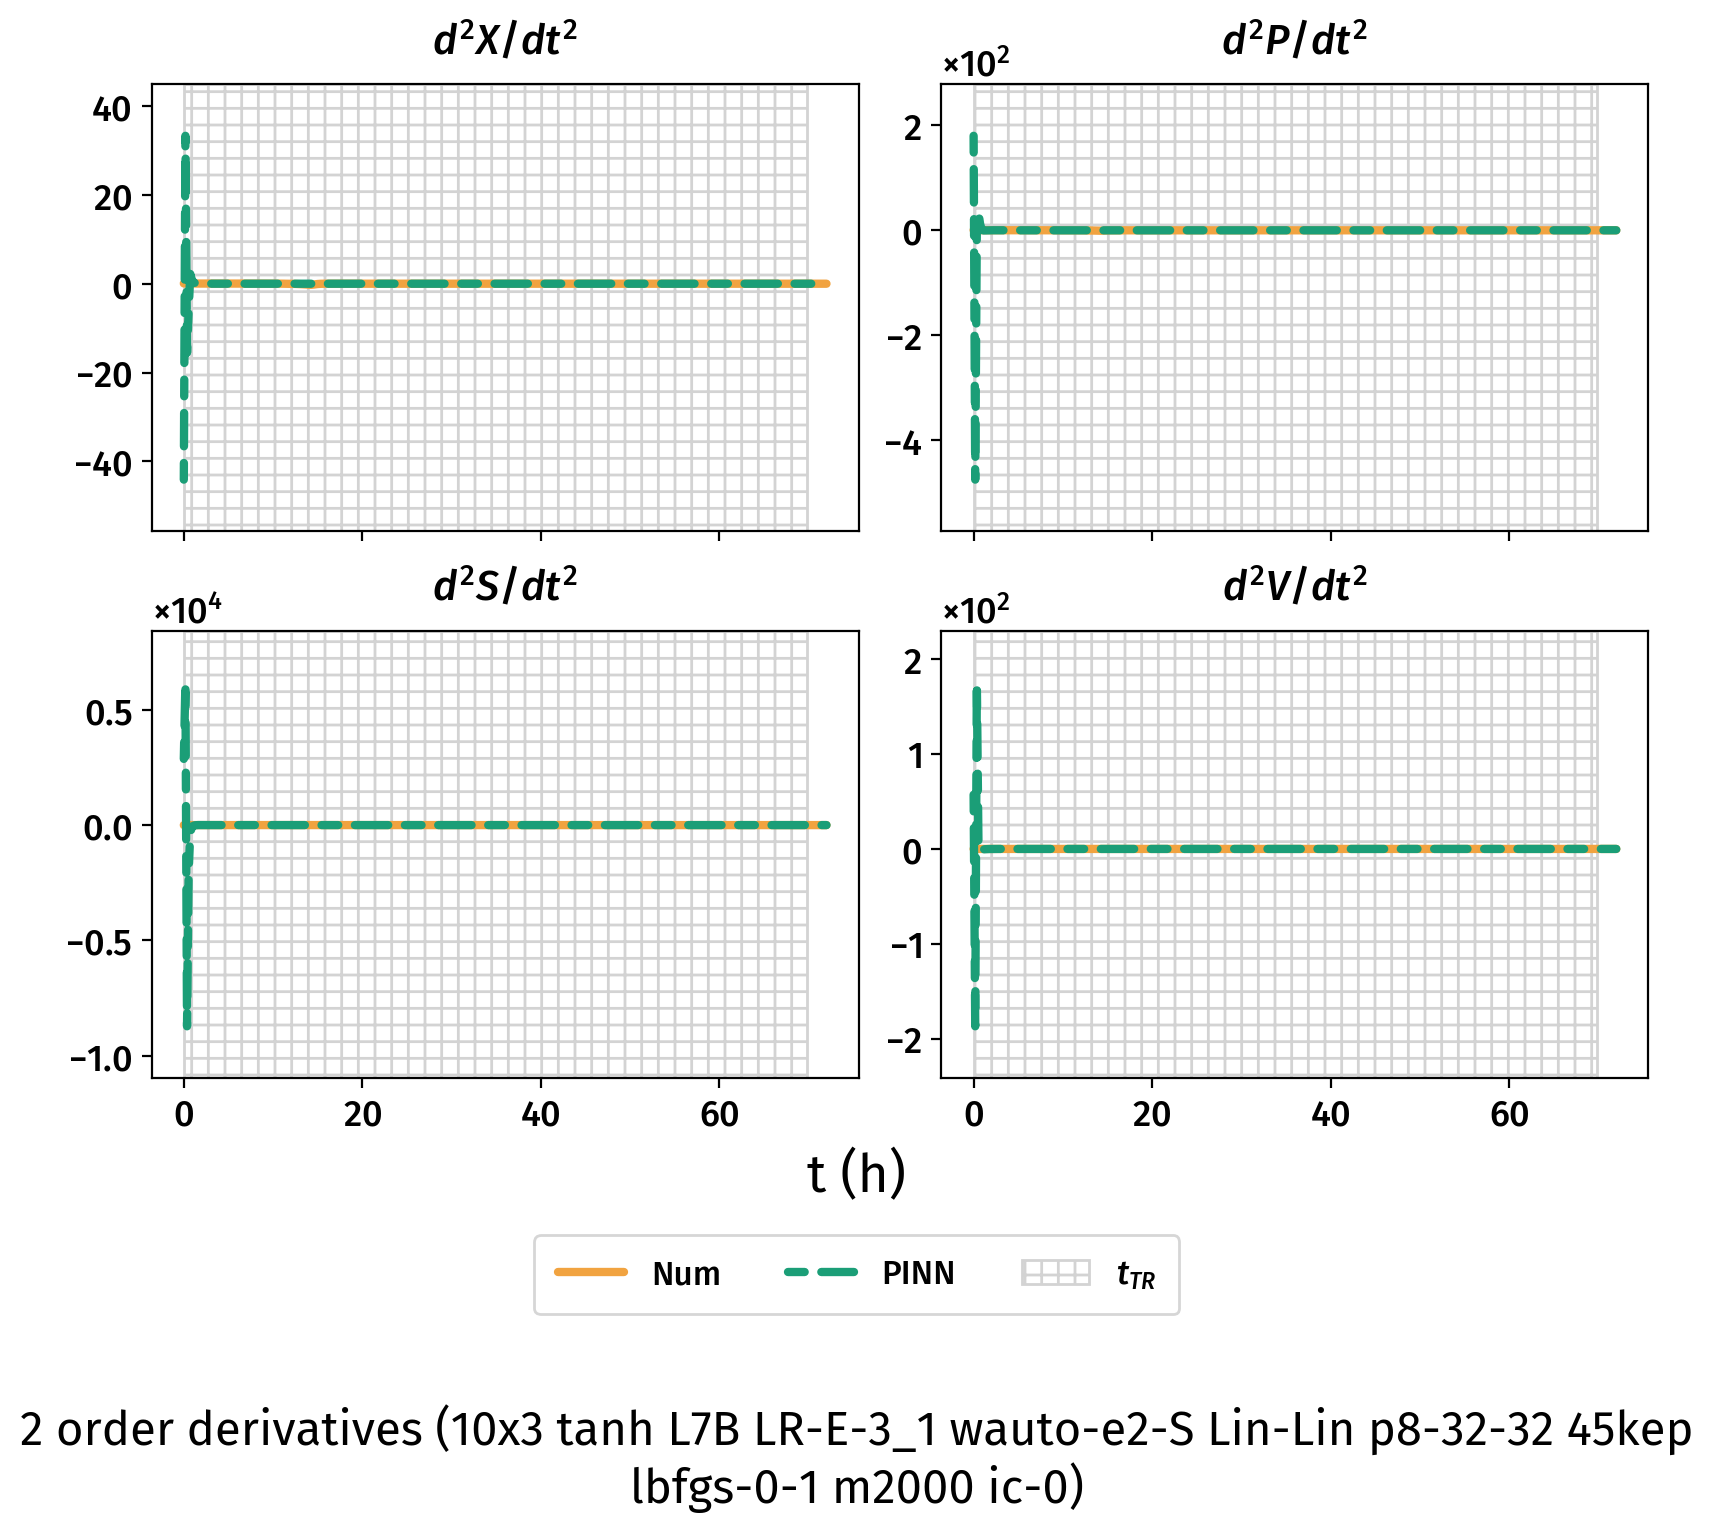 d²X/dt²
d²P/dt²
×10²
40
20
0
−20
−40
2
0
−2
−4
d²S/dt²
d²V/dt²
×10⁴
×10²
0.5
0.0
−0.5
−1.0
2
1
0
−1
−2
0 20 40 60
0 20 40 60
t (h)
Num PINN t_TR
2 order derivatives (10x3 tanh L7B LR-E-3_1 wauto-e2-S Lin-Lin p8-32-32 45kep
lbfgs-0-1 m2000 ic-0)